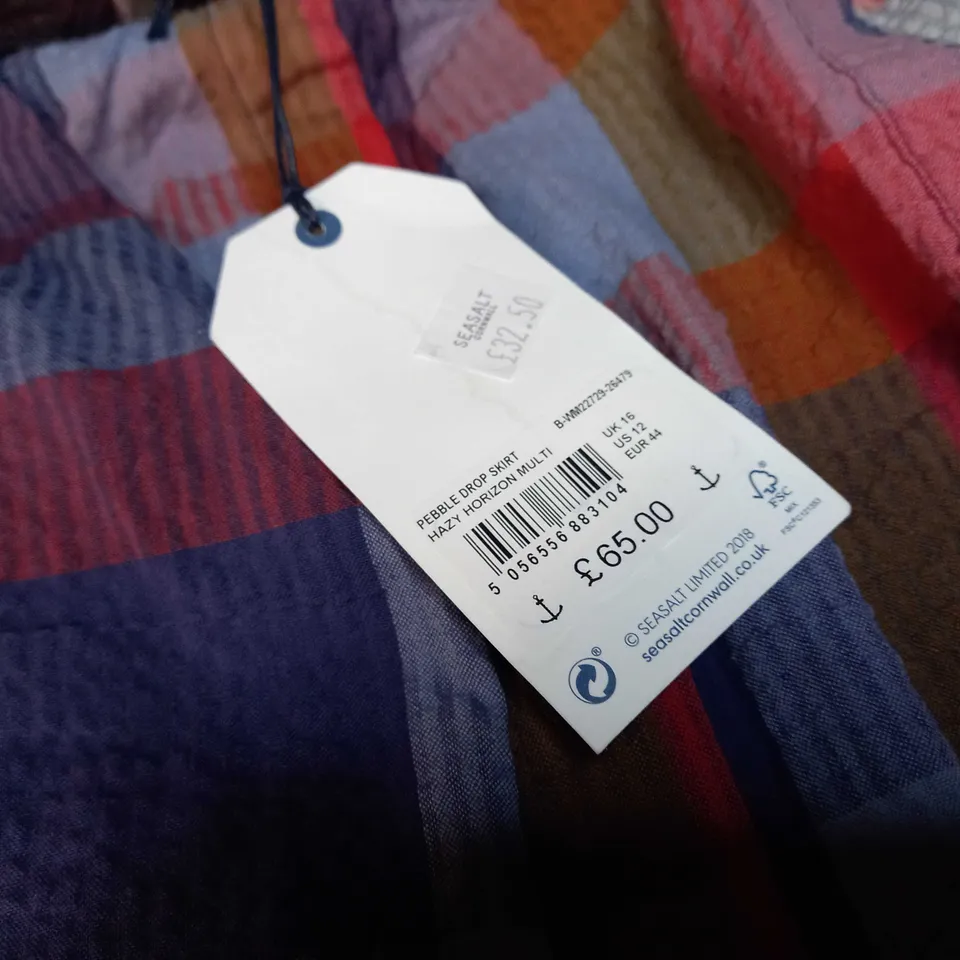 SEASALT
CORNWALL
£32.50
B-WM22729-26479
PEBBLE DROP SKIRT
HAZY HORIZON MULTI
UK 16
US 12
EUR 44
5 056556 883104
£65.00
® FSC
MIX
© SEASALT LIMITED 2018
seasaltcornwall.co.uk
®